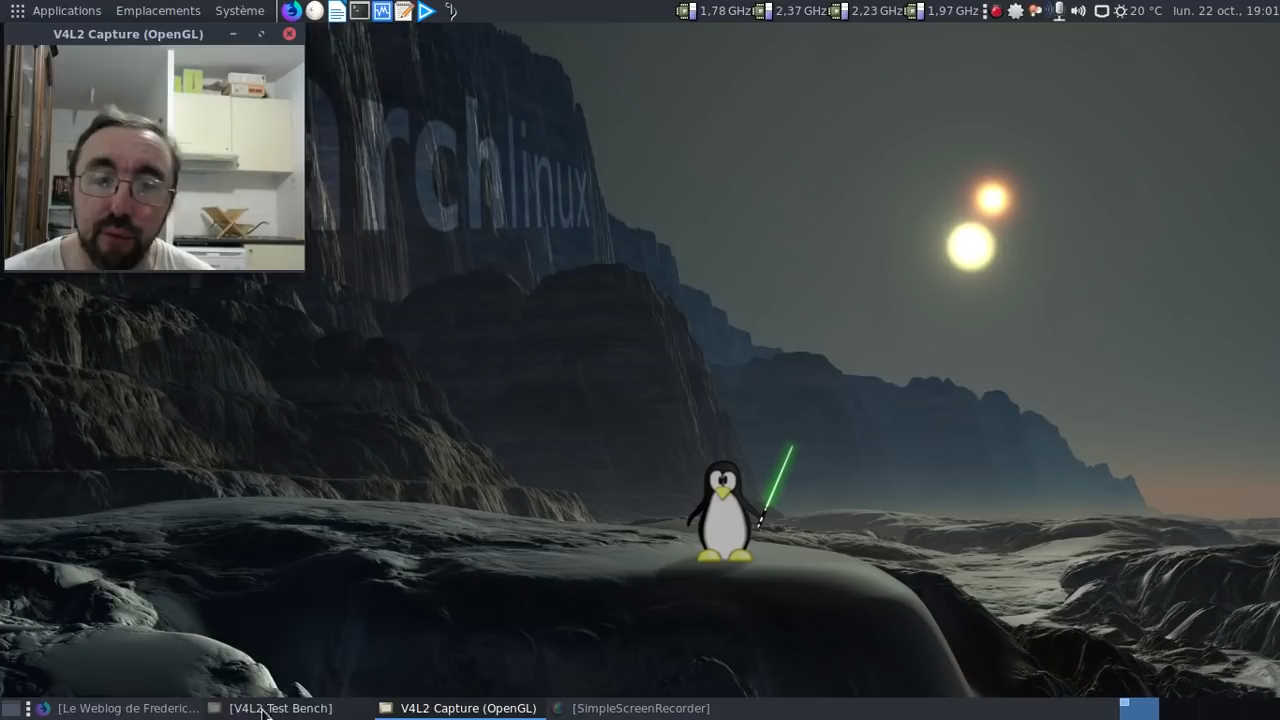 Applications Emplacements Système 1,78 GHz 2,37 GHz 2,23 GHz 1,97 GHz 20 °C lun. 22 oct., 19:01
V4L2 Capture (OpenGL)
archlinux
[Le Weblog de Frederic... [V4L2 Test Bench] V4L2 Capture (OpenGL) [SimpleScreenRecorder]